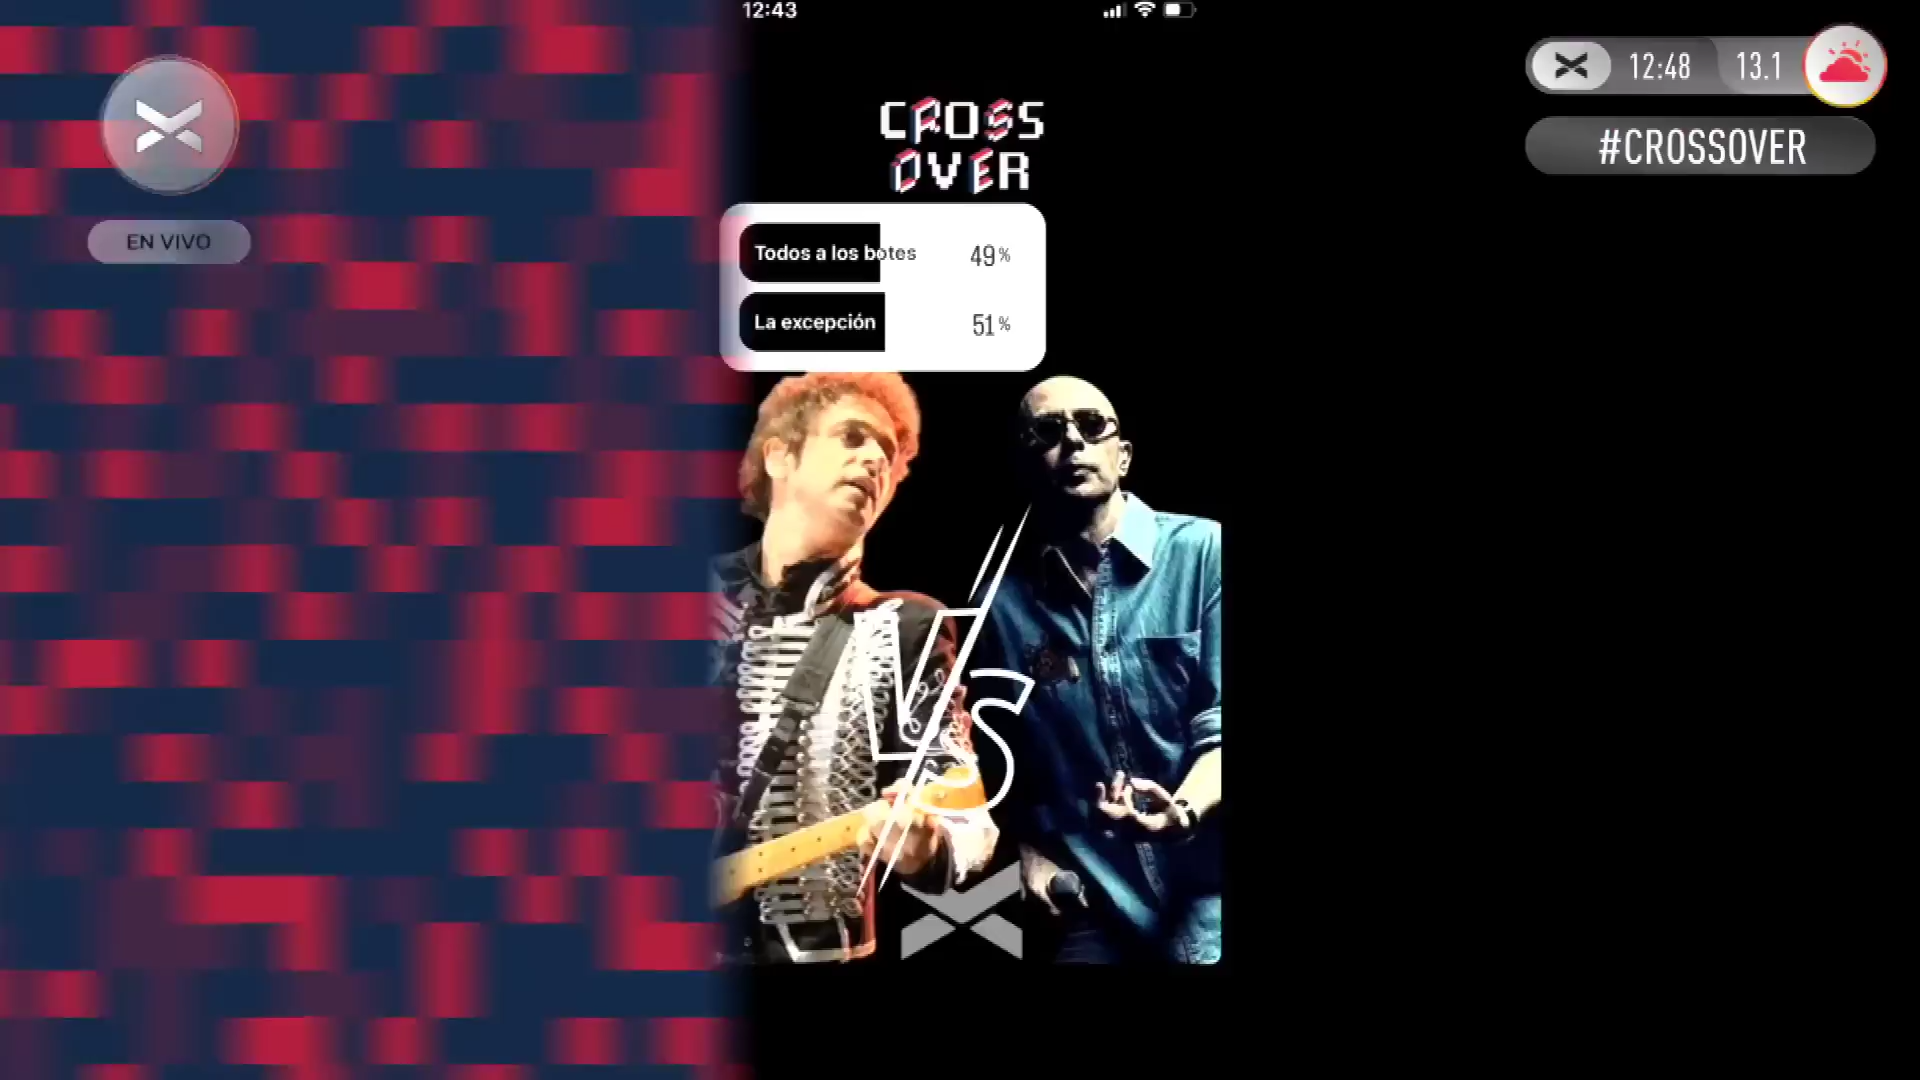 12:43
12:48 13.1
#CROSSOVER
EN VIVO
CROSS
OVER
Todos a los botes 49%
La excepción 51%
VS